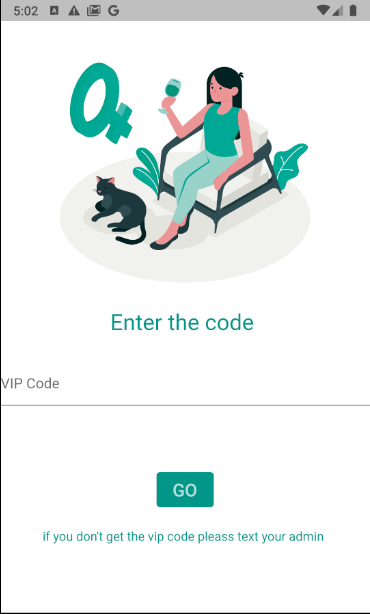 5:02
Enter the code
VIP Code
GO
if you don't get the vip code pleass text your admin